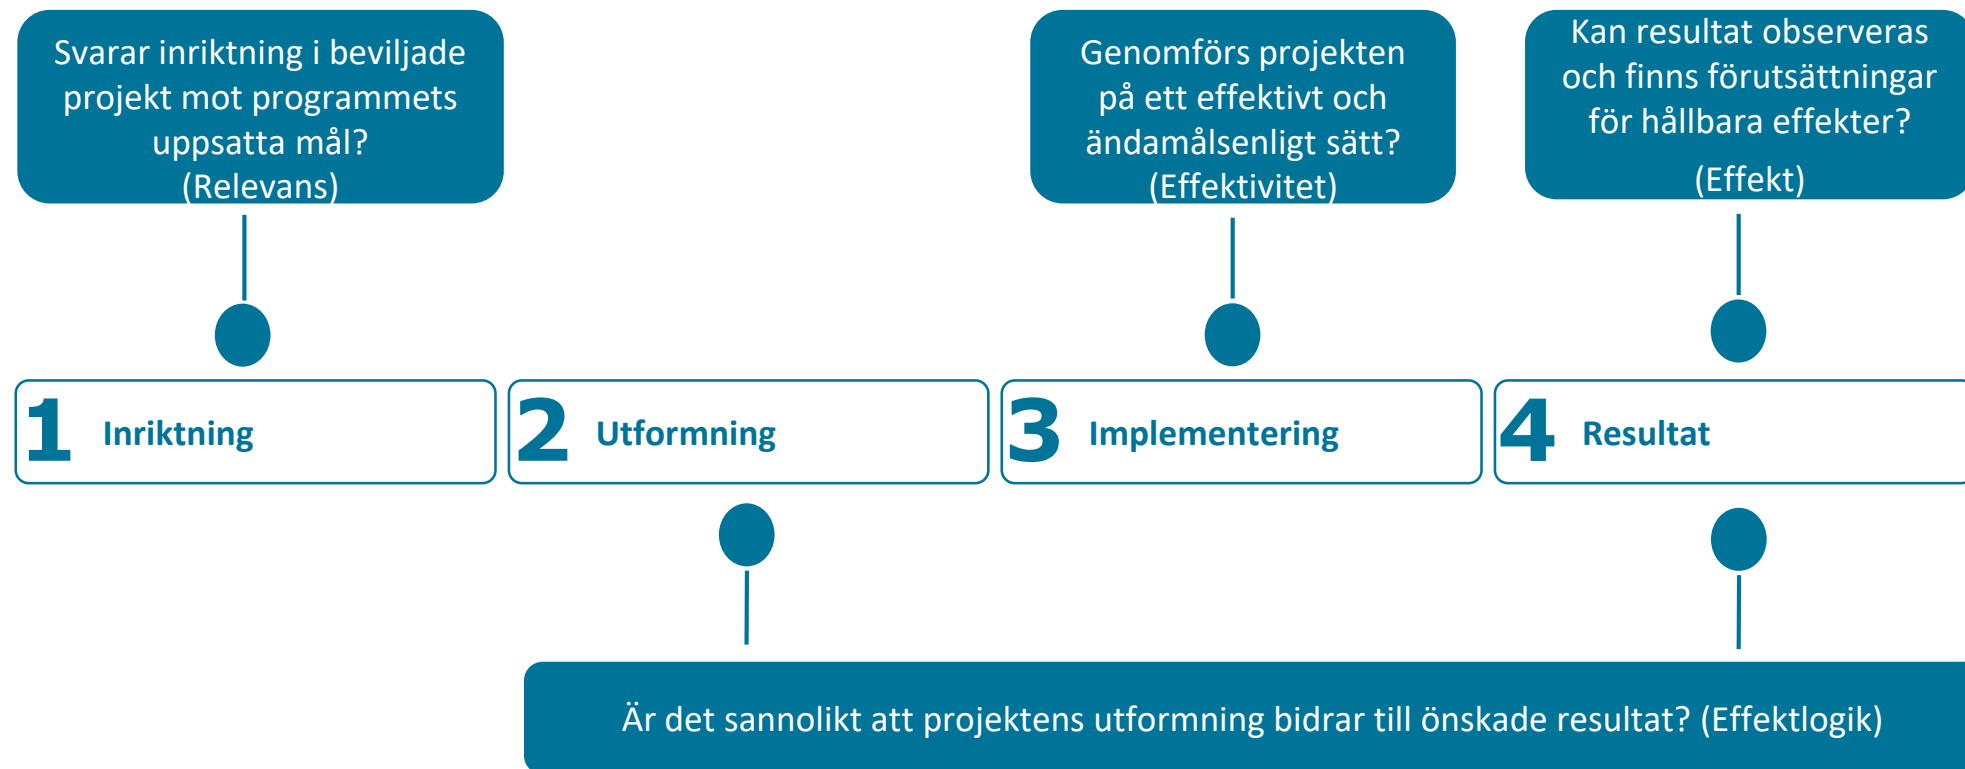 Svarar inriktning i beviljade
projekt mot programmets
uppsatta mål?
(Relevans)
Genomförs projekten
på ett effektivt och
ändamålsenligt sätt?
(Effektivitet)
Kan resultat observeras
och finns förutsättningar
för hållbara effekter?
(Effekt)
1 Inriktning
2 Utformning
3 Implementering
4 Resultat
Är det sannolikt att projektens utformning bidrar till önskade resultat? (Effektlogik)